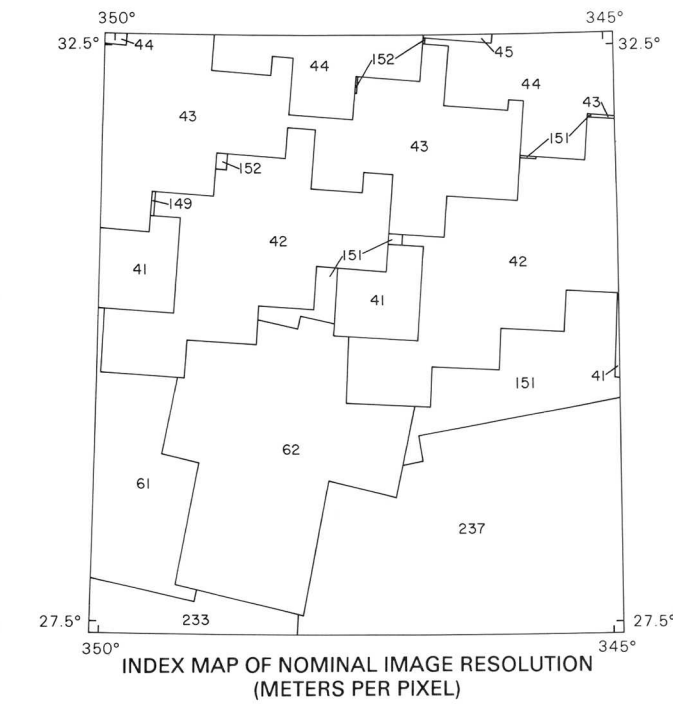 350° 345°
32.5° 44 152 45 32.5°
44 44
43 43
43 151
152
149
42 151 42
41 41
41
151
62
61
237
27.5° 233 27.5°
350° 345°
INDEX MAP OF NOMINAL IMAGE RESOLUTION
(METERS PER PIXEL)